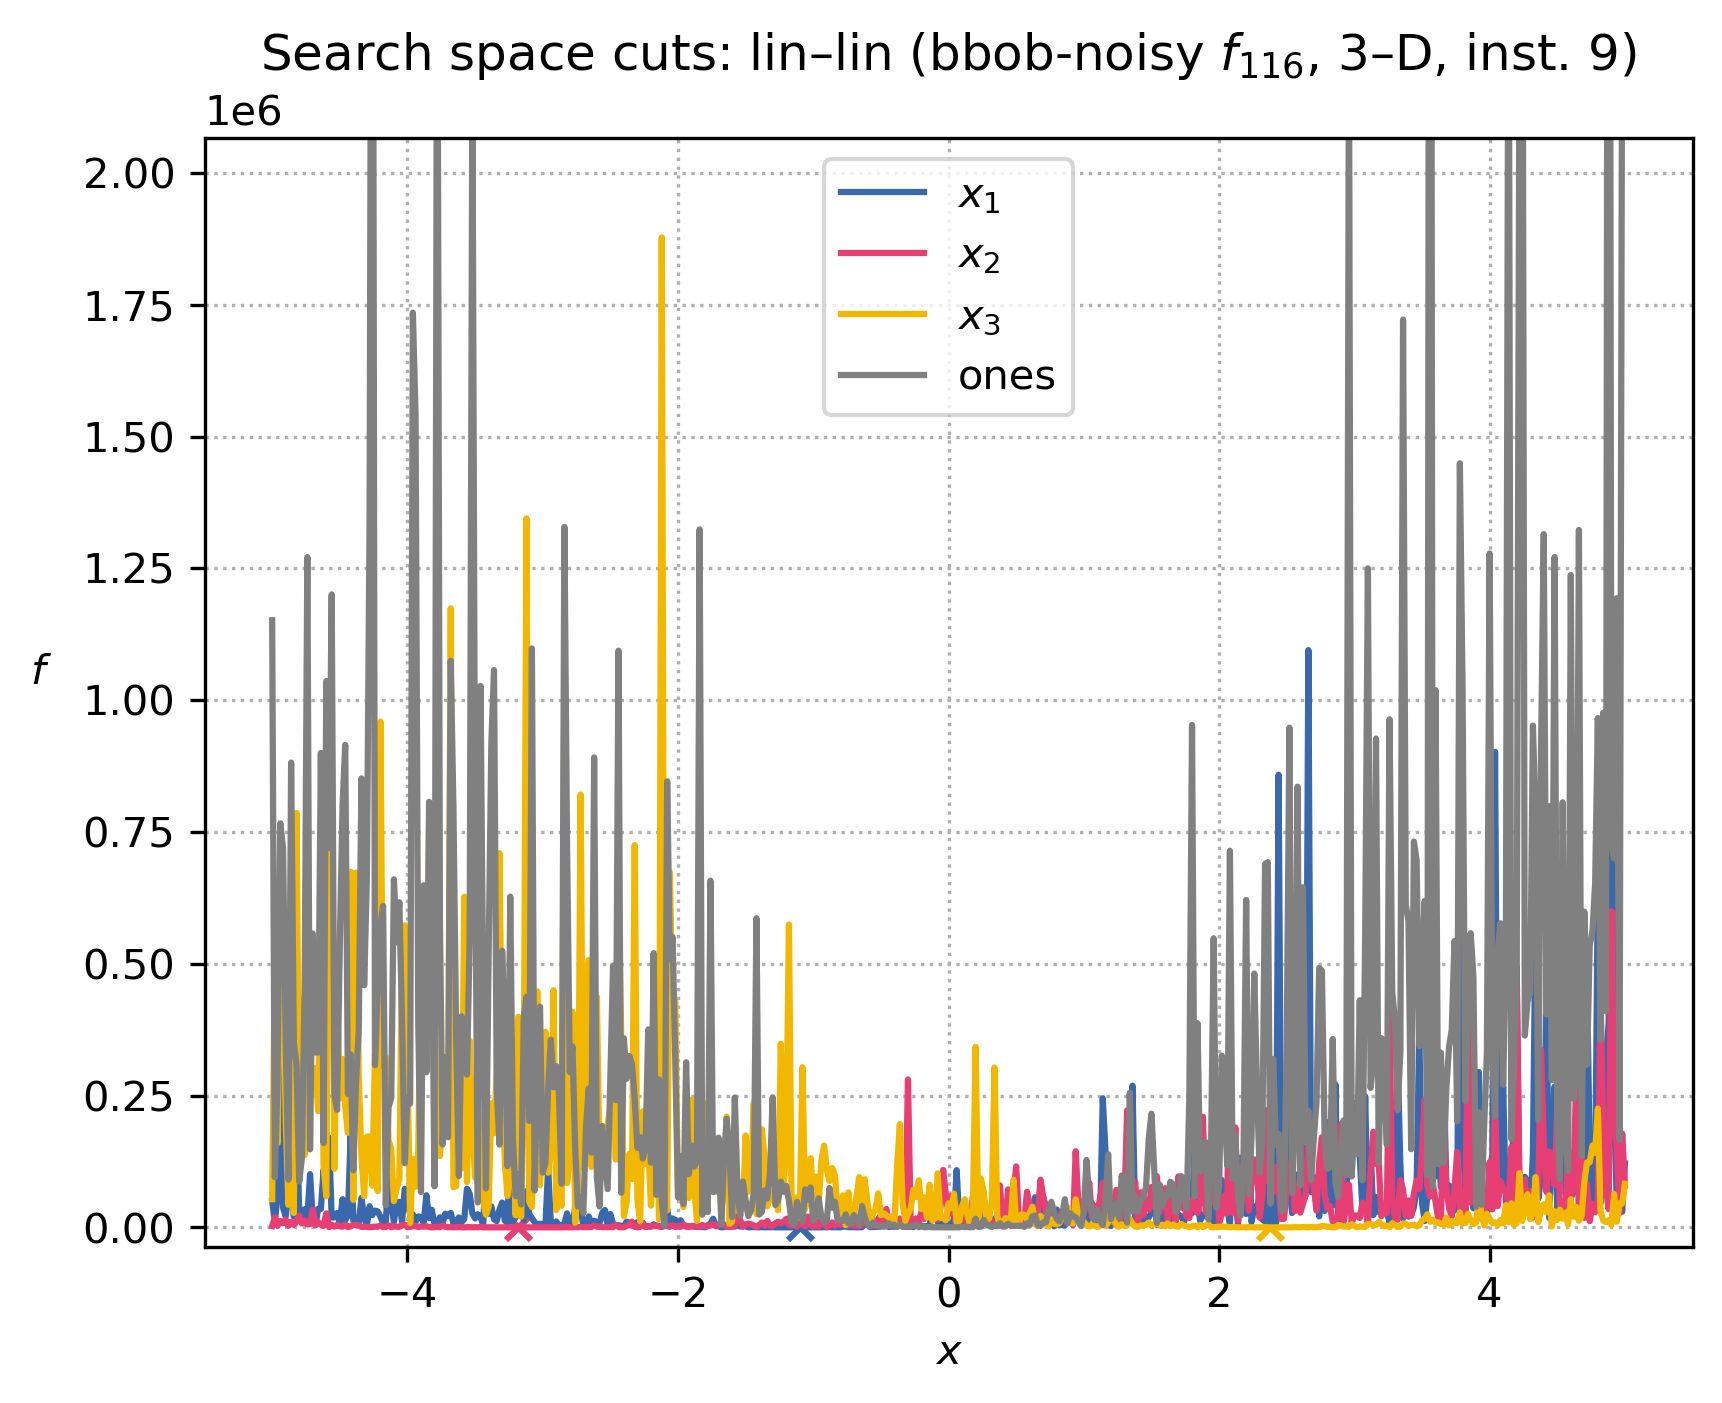 Search space cuts: lin–lin (bbob-noisy f₁₁₆, 3–D, inst. 9)
1e6
2.00
1.75
1.50
1.25
1.00
0.75
0.50
0.25
0.00
f
x₁
x₂
x₃
ones
−4 −2 0 2 4
x